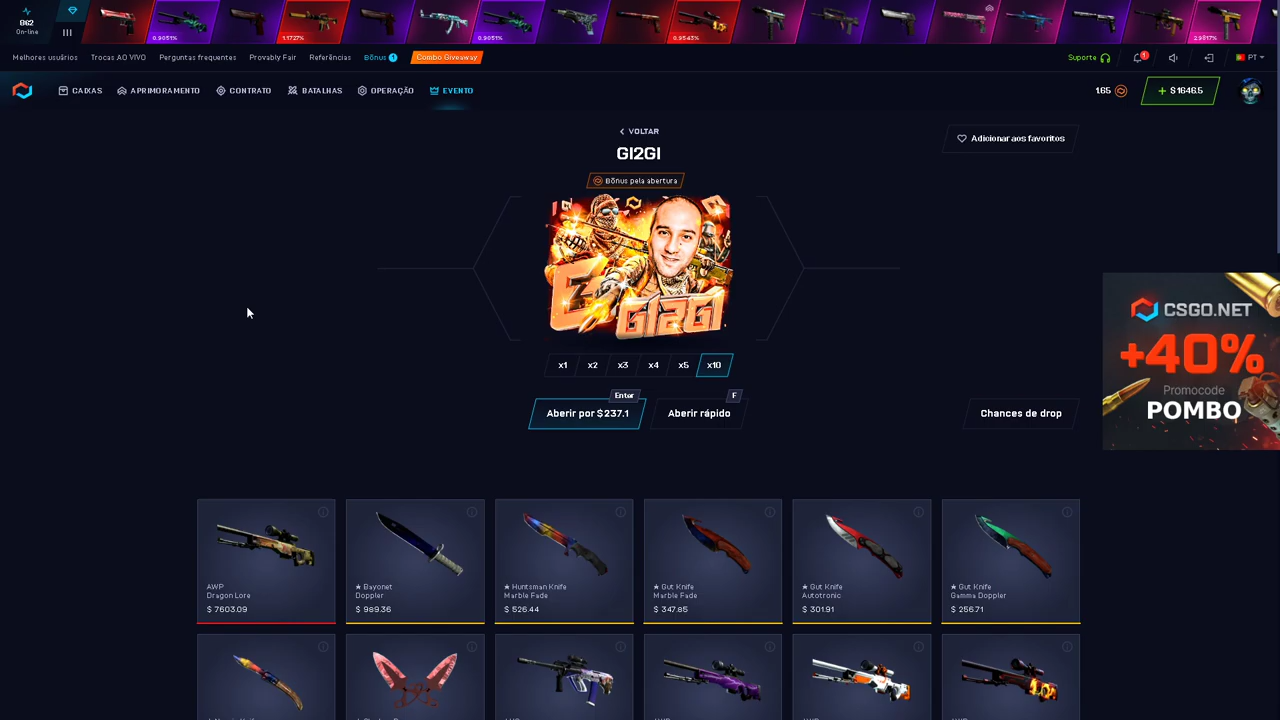 862
On-line
0.9051%
1.1727%
0.9051%
0.9543%
2.9817%
Melhores usuários
Trocas AO VIVO
Perguntas frequentes
Provably Fair
Referências
Bônus
Combo Giveaway
Suporte
1
PT
CAIXAS
APRIMORAMENTO
CONTRATO
BATALHAS
OPERAÇÃO
EVENTO
1.65
+ $ 1646.5
VOLTAR
GI2GI
Adicionar aos favoritos
Bônus pela abertura
GI2GI
x1
x2
x3
x4
x5
x10
Enter
F
Aberir por $ 237.1
Aberir rápido
Chances de drop
CSGO.NET
+40%
Promocode
POMBO
AWP
Dragon Lore
$ 7603.09
★ Bayonet
Doppler
$ 989.36
★ Huntsman Knife
Marble Fade
$ 526.44
★ Gut Knife
Marble Fade
$ 347.85
★ Gut Knife
Autotronic
$ 301.91
★ Gut Knife
Gamma Doppler
$ 256.71